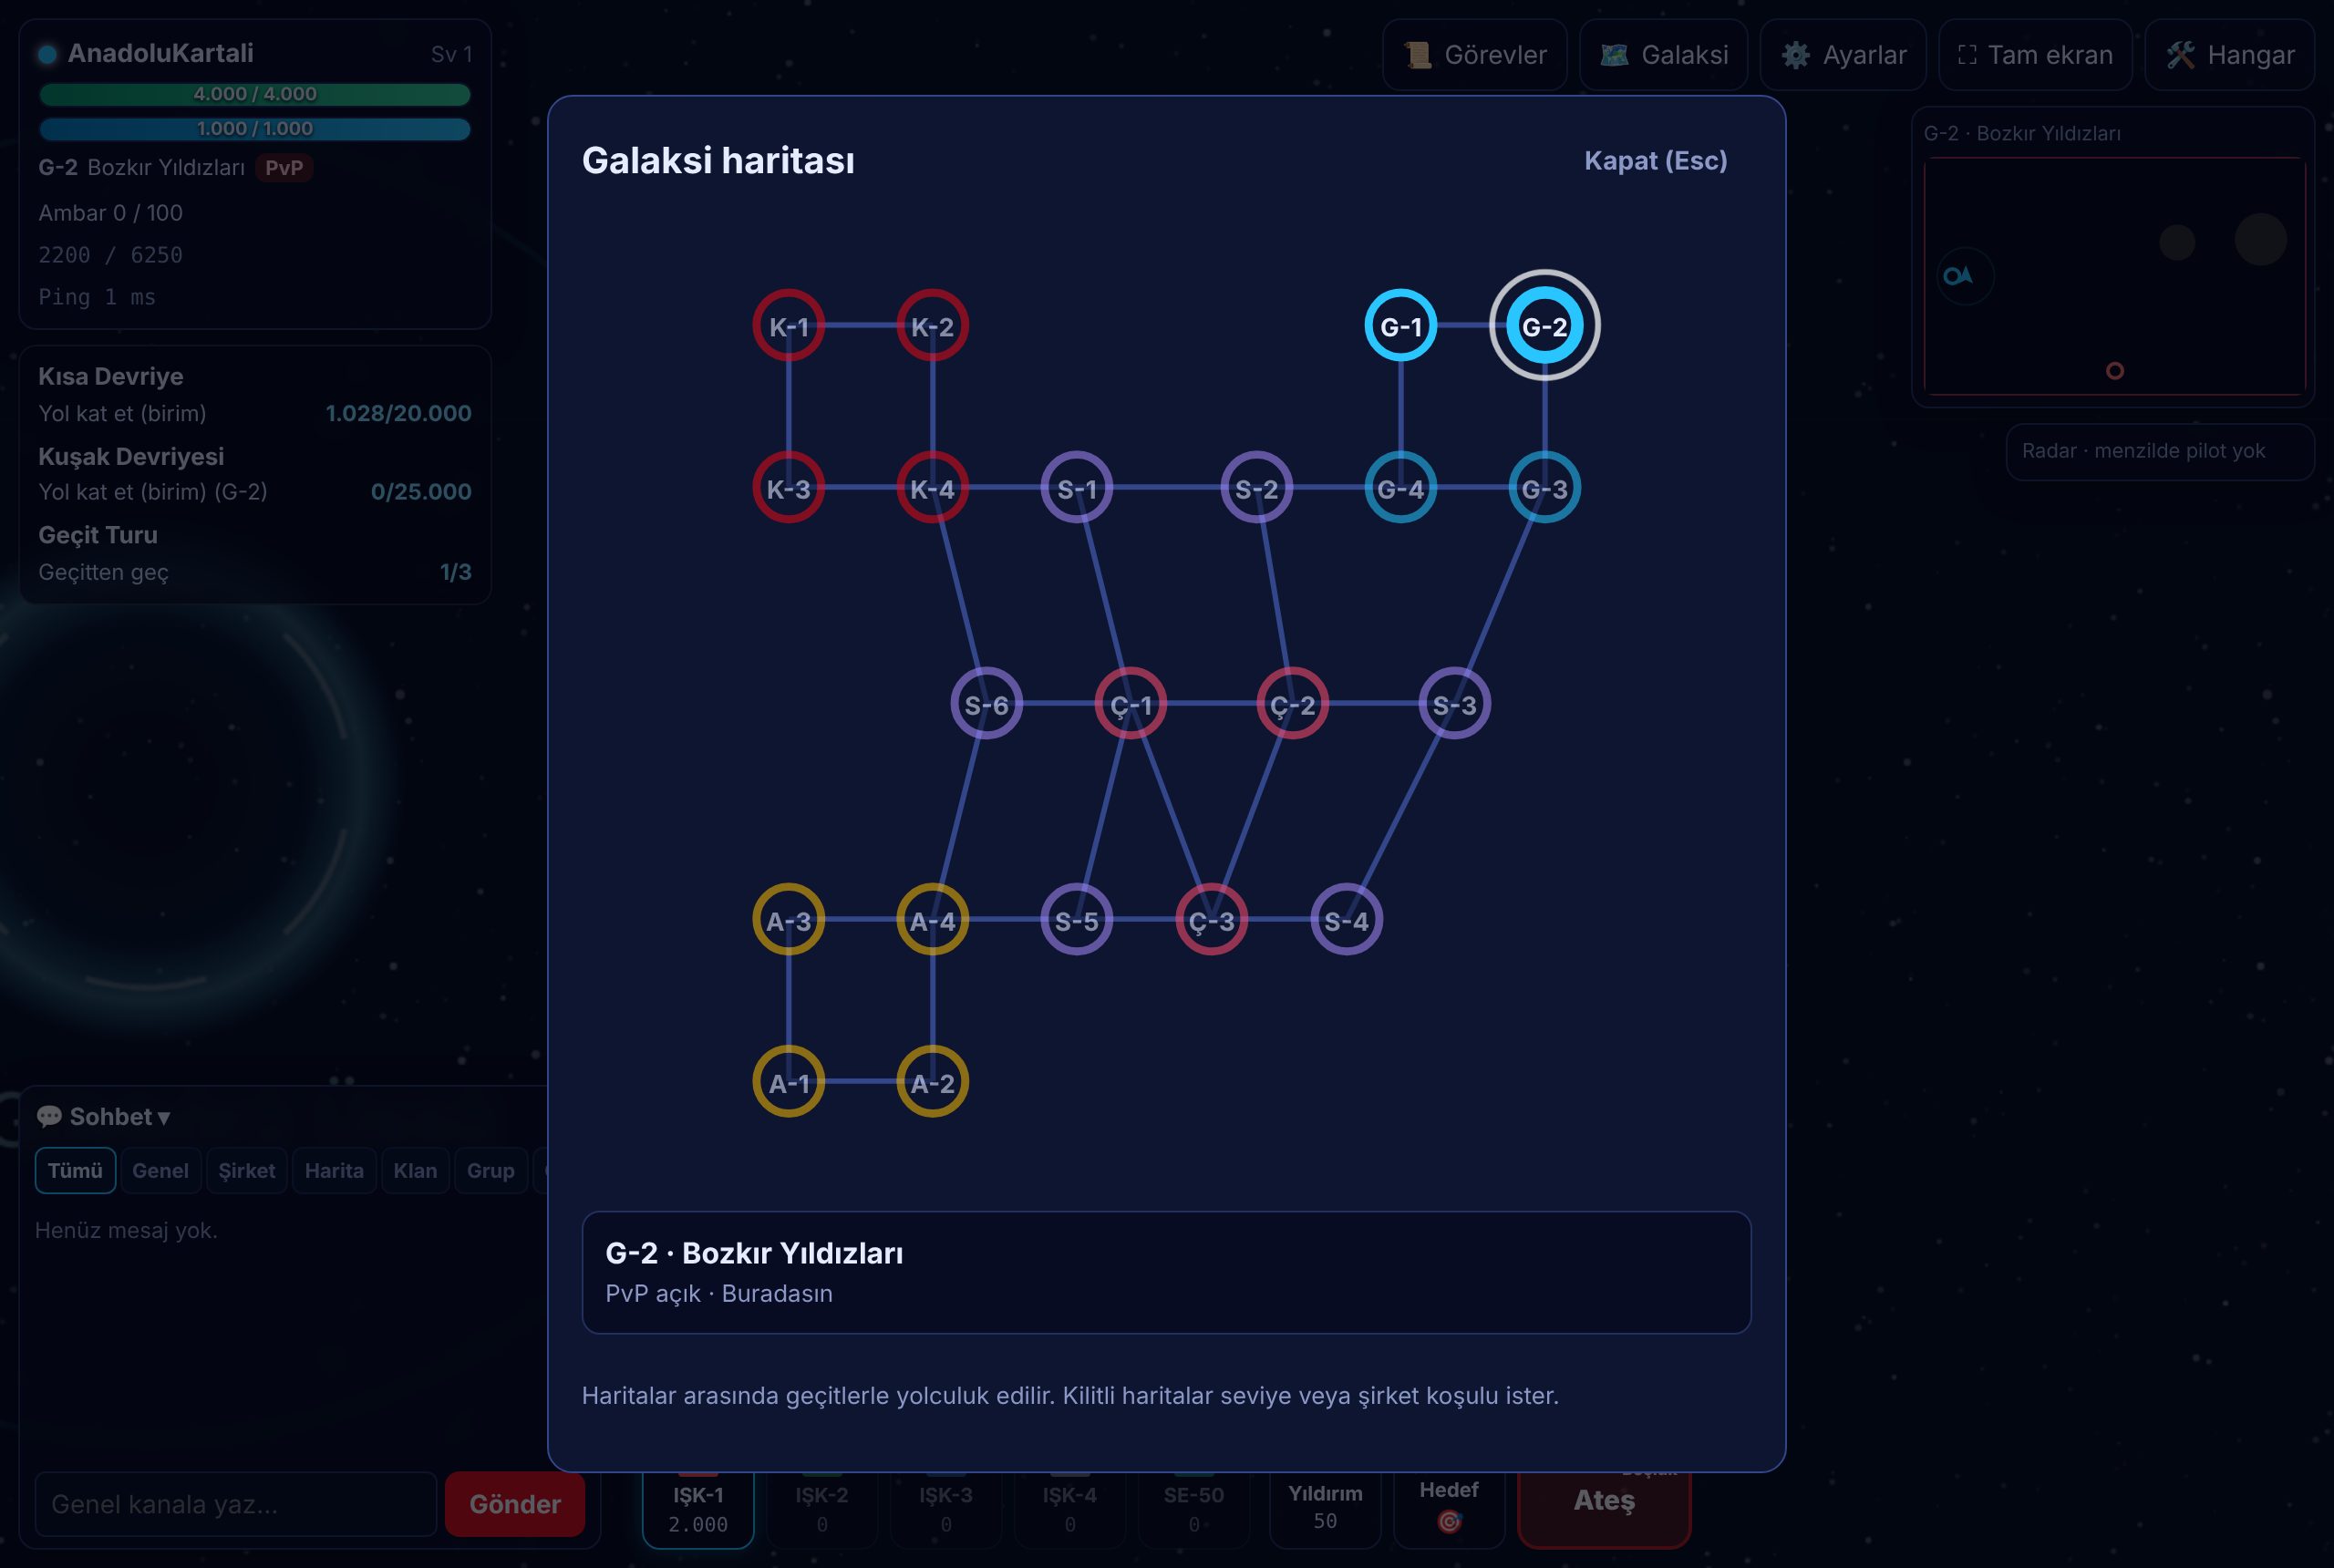 AnadoluKartali Sv 1
4.000 / 4.000
1.000 / 1.000
G-2 Bozkır Yıldızları PvP
Ambar 0 / 100
2200 / 6250
Ping 1 ms
Kısa Devriye
Yol kat et (birim) 1.028/20.000
Kuşak Devriyesi
Yol kat et (birim) (G-2) 0/25.000
Geçit Turu
Geçitten geç 1/3
Görevler
Galaksi
Ayarlar
Tam ekran
Hangar
G-2 · Bozkır Yıldızları
Radar · menzilde pilot yok
Galaksi haritası
Kapat (Esc)
K-1 K-2 G-1 G-2
K-3 K-4 S-1 S-2 G-4 G-3
S-6 Ç-1 Ç-2 S-3
A-3 A-4 S-5 Ç-3 S-4
A-1 A-2
G-2 · Bozkır Yıldızları
PvP açık · Buradasın
Haritalar arasında geçitlerle yolculuk edilir. Kilitli haritalar seviye veya şirket koşulu ister.
Sohbet ▾
Tümü Genel Şirket Harita Klan Grup
Henüz mesaj yok.
Genel kanala yaz...
Gönder
IŞK-1
2.000
IŞK-2
0
IŞK-3
0
IŞK-4
0
SE-50
0
Yıldırım
50
Hedef
Ateş